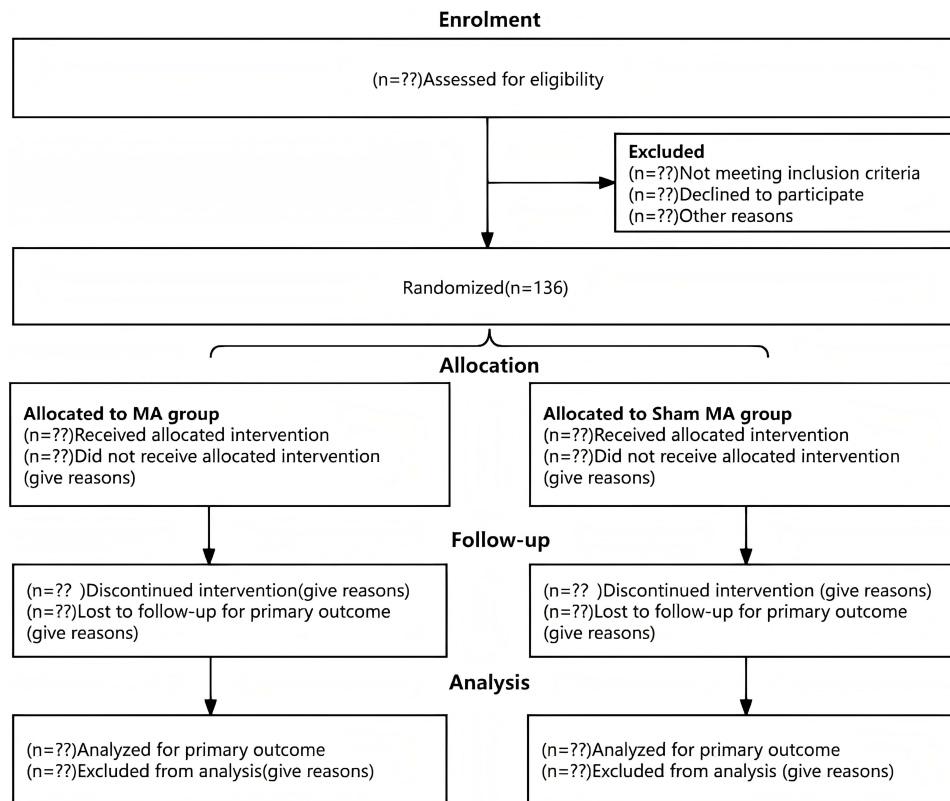 Enrolment
(n=??)Assessed for eligibility
Excluded
(n=??)Not meeting inclusion criteria
(n=??)Declined to participate
(n=??)Other reasons
Randomized(n=136)
Allocation
Allocated to MA group
(n=??)Received allocated intervention
(n=??)Did not receive allocated intervention
(give reasons)
Allocated to Sham MA group
(n=??)Received allocated intervention
(n=??)Did not receive allocated intervention
(give reasons)
Follow-up
(n=?? )Discontinued intervention(give reasons)
(n=??)Lost to follow-up for primary outcome
(give reasons)
(n=?? )Discontinued intervention (give reasons)
(n=??)Lost to follow-up for primary outcome
(give reasons)
Analysis
(n=??)Analyzed for primary outcome
(n=??)Excluded from analysis(give reasons)
(n=??)Analyzed for primary outcome
(n=??)Excluded from analysis (give reasons)